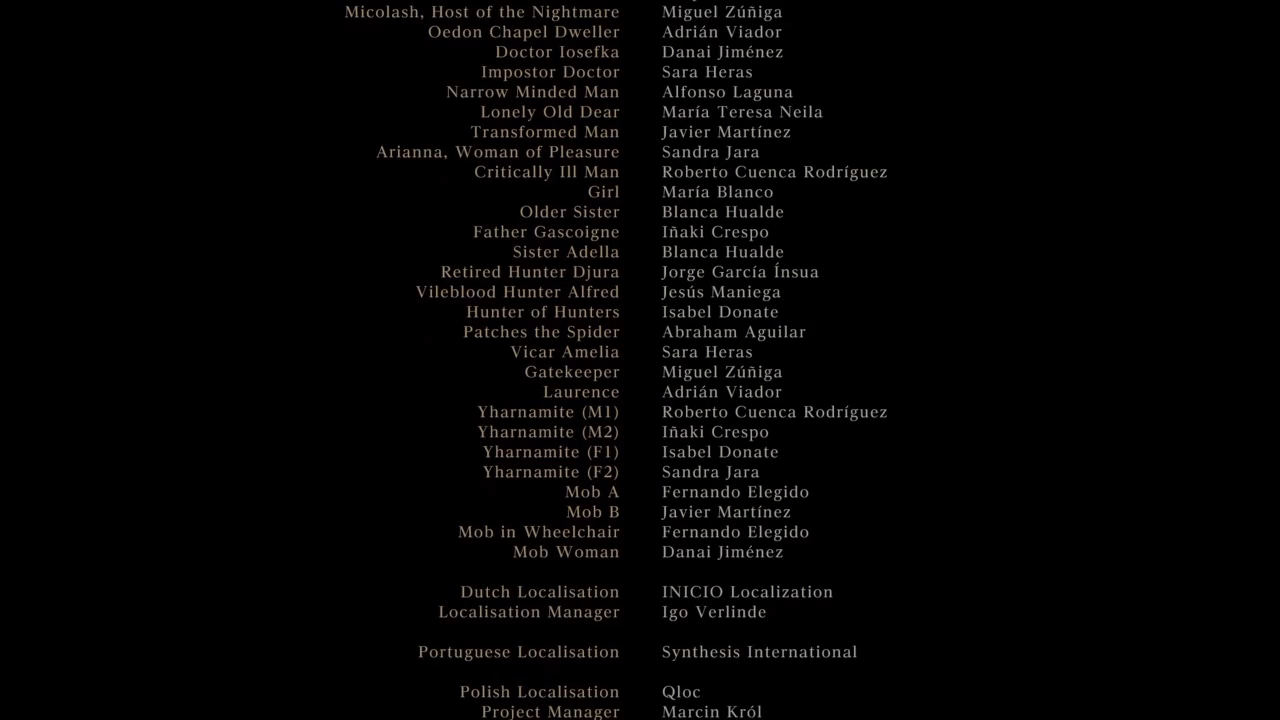 Micolash, Host of the Nightmare Miguel Zúñiga
Oedon Chapel Dweller Adrián Viador
Doctor Iosefka Danai Jiménez
Impostor Doctor Sara Heras
Narrow Minded Man Alfonso Laguna
Lonely Old Dear María Teresa Neila
Transformed Man Javier Martínez
Arianna, Woman of Pleasure Sandra Jara
Critically Ill Man Roberto Cuenca Rodríguez
Girl María Blanco
Older Sister Blanca Hualde
Father Gascoigne Iñaki Crespo
Sister Adella Blanca Hualde
Retired Hunter Djura Jorge García Ínsua
Vileblood Hunter Alfred Jesús Maniega
Hunter of Hunters Isabel Donate
Patches the Spider Abraham Aguilar
Vicar Amelia Sara Heras
Gatekeeper Miguel Zúñiga
Laurence Adrián Viador
Yharnamite (M1) Roberto Cuenca Rodríguez
Yharnamite (M2) Iñaki Crespo
Yharnamite (F1) Isabel Donate
Yharnamite (F2) Sandra Jara
Mob A Fernando Elegido
Mob B Javier Martínez
Mob in Wheelchair Fernando Elegido
Mob Woman Danai Jiménez
Dutch Localisation INICIO Localization
Localisation Manager Igo Verlinde
Portuguese Localisation Synthesis International
Polish Localisation Qloc
Project Manager Marcin Król